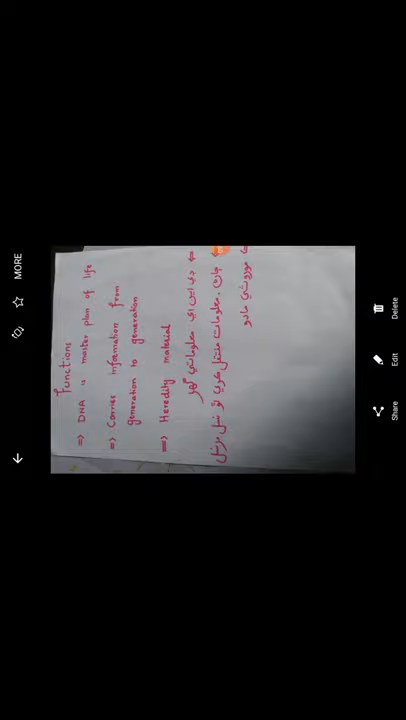 MORE
Functions
=> DNA is master plan of life
=> Carries information from
generation to generation
=> Heredity material
⇐ ڊي اين اي معلوماتي گھر
⇐ معلومات منتقل ڪري ٿو نسل در نسل
⇐ موروثي مادو
Share
Edit
Delete